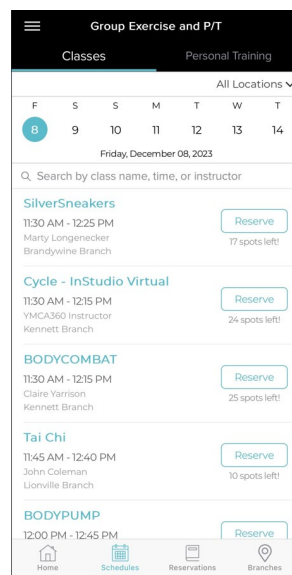 Group Exercise and P/T
Classes
Personal Training
All Locations
F S S M T W T
8 9 10 11 12 13 14
Friday, December 08, 2023
Search by class name, time, or instructor
SilverSneakers
11:30 AM - 12:25 PM
Marty Longenecker
Brandywine Branch
Reserve
17 spots left!
Cycle - InStudio Virtual
11:30 AM - 12:15 PM
YMCA360 Instructor
Kennett Branch
Reserve
24 spots left!
BODYCOMBAT
11:30 AM - 12:15 PM
Claire Yarrison
Kennett Branch
Reserve
25 spots left!
Tai Chi
11:45 AM - 12:40 PM
John Coleman
Lionville Branch
Reserve
10 spots left!
BODYPUMP
12:00 PM - 12:45 PM
Reserve
Home
Schedules
Reservations
Branches